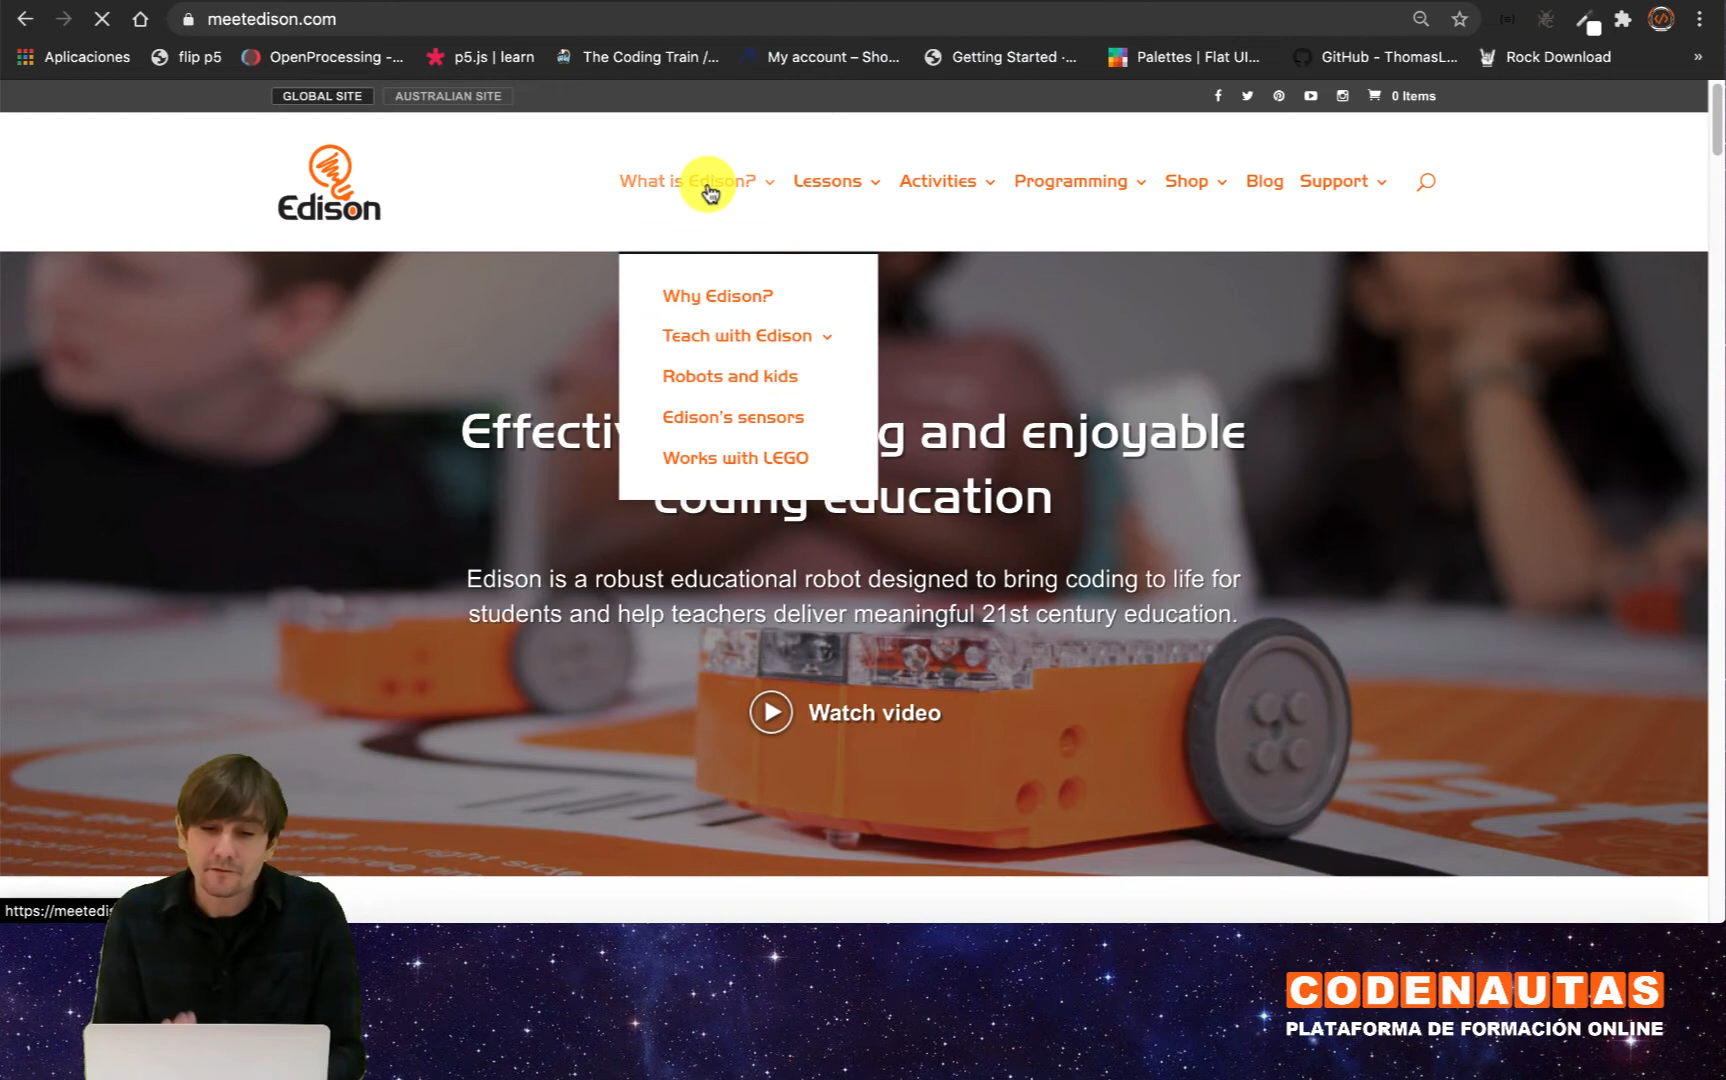 meetedison.com
Aplicaciones flip p5 OpenProcessing -... p5.js | learn The Coding Train /... My account – Sho... Getting Started ·... Palettes | Flat UI... GitHub - ThomasL... Rock Download »
GLOBAL SITE AUSTRALIAN SITE 0 Items
Edison
What is Edison? Lessons Activities Programming Shop Blog Support
Why Edison?
Teach with Edison
Robots and kids
Edison's sensors
Works with LEGO
Effecti g and enjoyable
coding education
Edison is a robust educational robot designed to bring coding to life for
students and help teachers deliver meaningful 21st century education.
Watch video
https://meetedis
CODENAUTAS
PLATAFORMA DE FORMACIÓN ONLINE